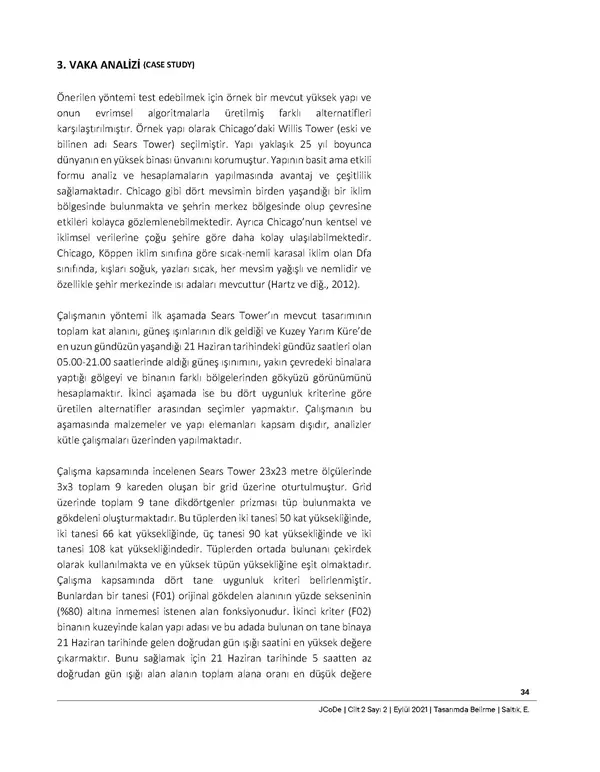 3. VAKA ANALİZİ (CASE STUDY)
Önerilen yöntemi test edebilmek için örnek bir mevcut yüksek yapı ve
onun evrimsel algoritmalarla üretilmiş farklı alternatifleri
karşılaştırılmıştır. Örnek yapı olarak Chicago’daki Willis Tower (eski ve
bilinen adı Sears Tower) seçilmiştir. Yapı yaklaşık 25 yıl boyunca
dünyanın en yüksek binası ünvanını korumuştur. Yapının basit ama etkili
formu analiz ve hesaplamaların yapılmasında avantaj ve çeşitlilik
sağlamaktadır. Chicago gibi dört mevsimin birden yaşandığı bir iklim
bölgesinde bulunmakta ve şehrin merkez bölgesinde olup çevresine
etkileri kolayca gözlemlenebilmektedir. Ayrıca Chicago’nun kentsel ve
iklimsel verilerine çoğu şehire göre daha kolay ulaşılabilmektedir.
Chicago, Köppen iklim sınıfına göre sıcak-nemli karasal iklim olan Dfa
sınıfında, kışları soğuk, yazları sıcak, her mevsim yağışlı ve nemlidir ve
özellikle şehir merkezinde ısı adaları mevcuttur (Hartz ve diğ., 2012).
Çalışmanın yöntemi ilk aşamada Sears Tower’ın mevcut tasarımının
toplam kat alanını, güneş ışınlarının dik geldiği ve Kuzey Yarım Küre’de
en uzun gündüzün yaşandığı 21 Haziran tarihindeki gündüz saatleri olan
05.00-21.00 saatlerinde aldığı güneş ışınımını, yakın çevredeki binalara
yaptığı gölgeyi ve binanın farklı bölgelerinden gökyüzü görünümünü
hesaplamaktır. İkinci aşamada ise bu dört uygunluk kriterine göre
üretilen alternatifler arasından seçimler yapmaktır. Çalışmanın bu
aşamasında malzemeler ve yapı elemanları kapsam dışıdır, analizler
kütle çalışmaları üzerinden yapılmaktadır.
Çalışma kapsamında incelenen Sears Tower 23x23 metre ölçülerinde
3x3 toplam 9 kareden oluşan bir grid üzerine oturtulmuştur. Grid
üzerinde toplam 9 tane dikdörtgenler prizması tüp bulunmakta ve
gökdeleni oluşturmaktadır. Bu tüplerden iki tanesi 50 kat yüksekliğinde,
iki tanesi 66 kat yüksekliğinde, üç tanesi 90 kat yüksekliğinde ve iki
tanesi 108 kat yüksekliğindedir. Tüplerden ortada bulunanı çekirdek
olarak kullanılmakta ve en yüksek tüpün yüksekliğine eşit olmaktadır.
Çalışma kapsamında dört tane uygunluk kriteri belirlenmiştir.
Bunlardan bir tanesi (F01) orijinal gökdelen alanının yüzde sekseninin
(%80) altına inmemesi istenen alan fonksiyonudur. İkinci kriter (F02)
binanın kuzeyinde kalan yapı adası ve bu adada bulunan on tane binaya
21 Haziran tarihinde gelen doğrudan gün ışığı saatini en yüksek değere
çıkarmaktır. Bunu sağlamak için 21 Haziran tarihinde 5 saatten az
doğrudan gün ışığı alan alanın toplam alana oranı en düşük değere
34
JCoDe | Cilt 2 Sayı 2 | Eylül 2021 | Tasarımda Belirme | Saltık, E.